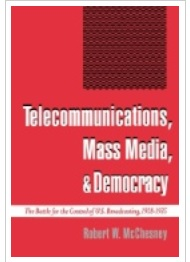 Telecommunications,
Mass Media,
& Democracy
The Battle for the Control of U.S. Broadcasting, 1928-1935
Robert W. McChesney